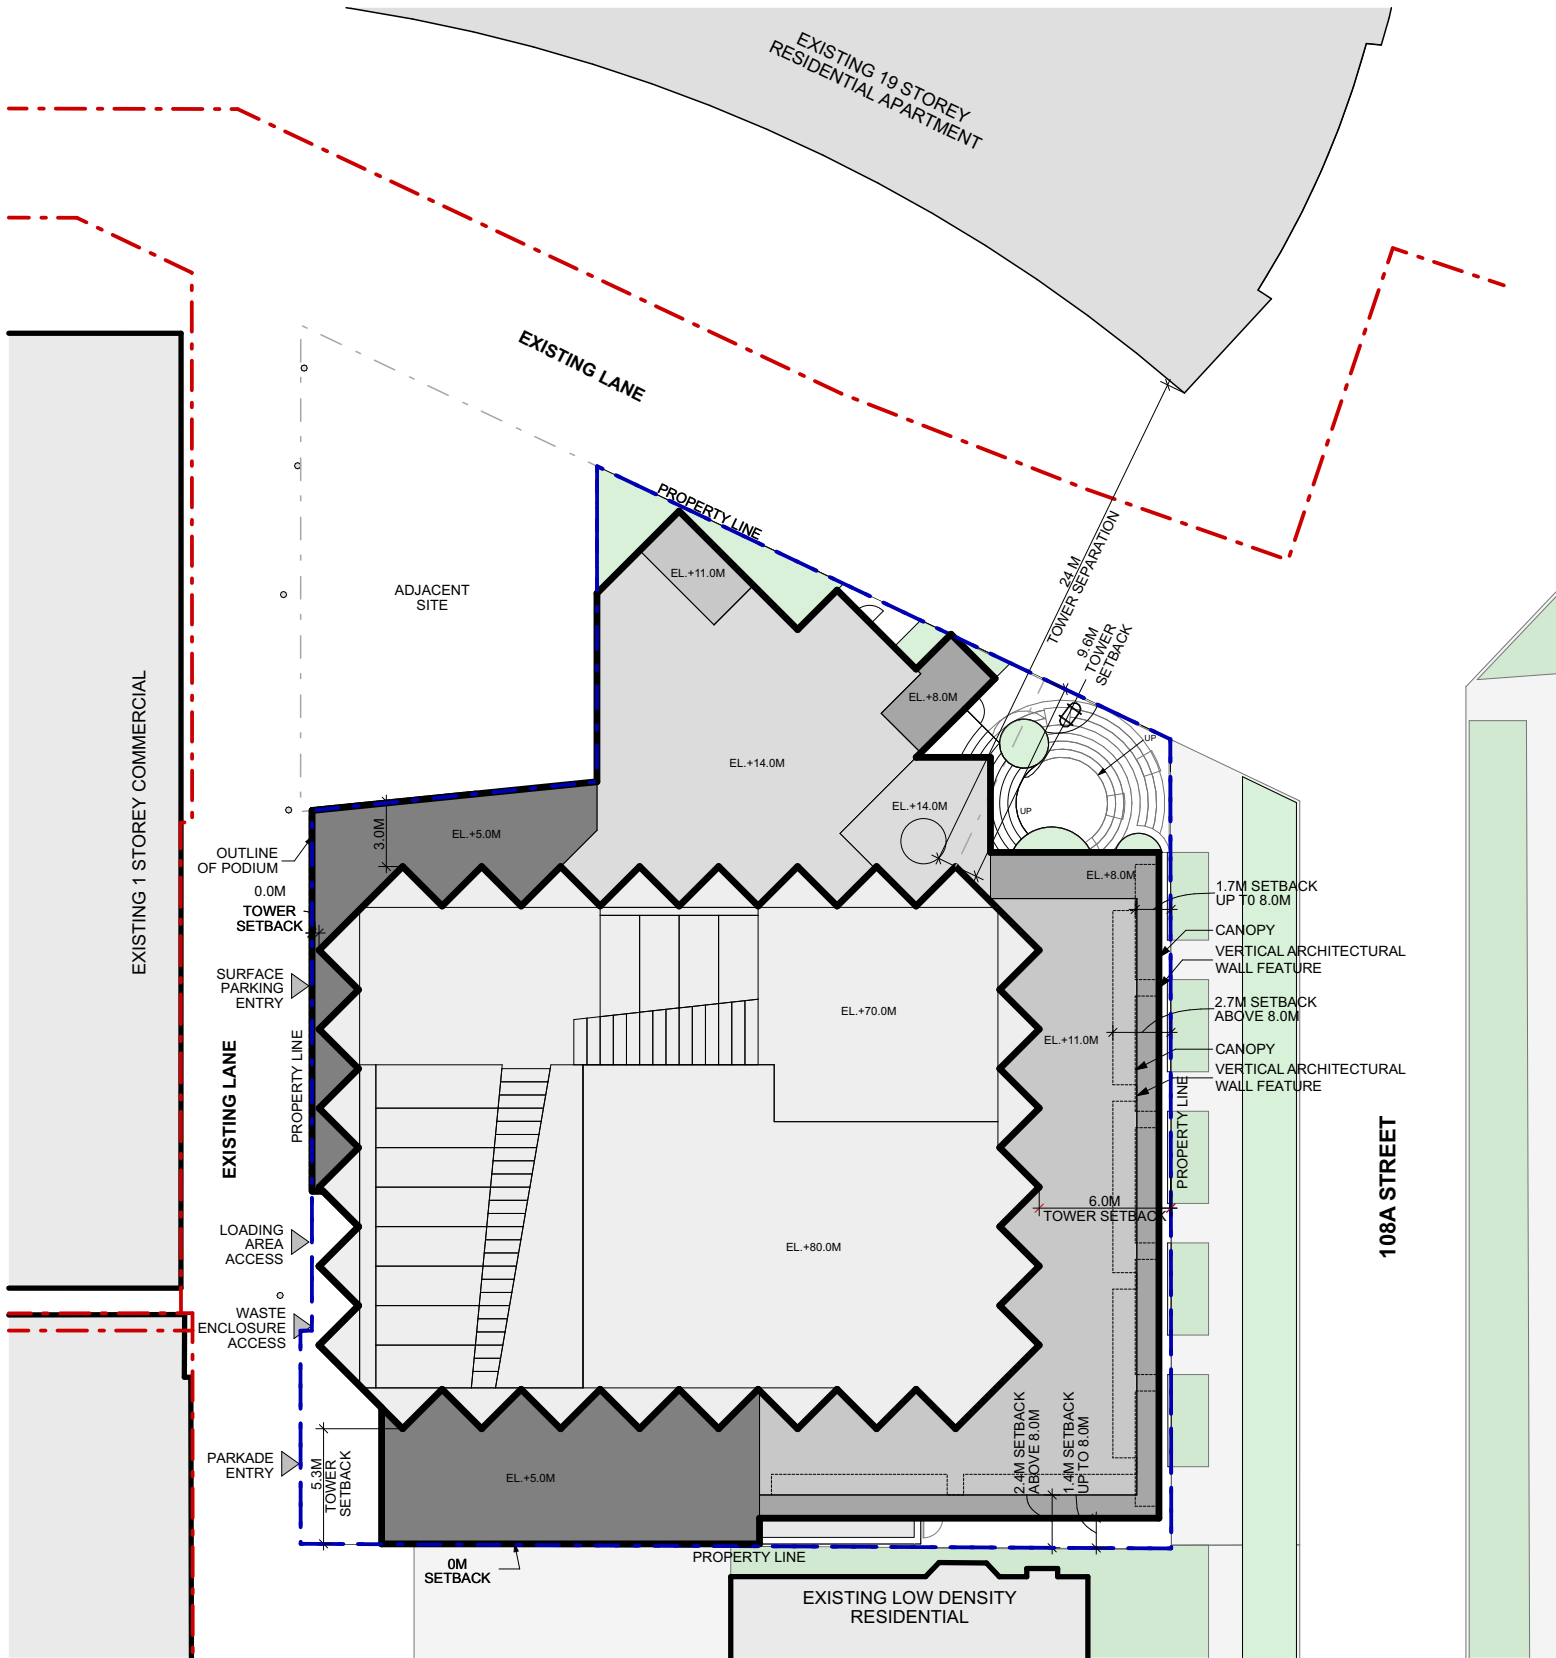 EXISTING 19 STOREY
RESIDENTIAL APARTMENT
EXISTING LANE
PROPERTY LINE
24 M
TOWER SEPARATION
9.6M
TOWER
SETBACK
ADJACENT
SITE
EL.+11.0M
EL.+8.0M
EL.+14.0M
EL.+14.0M
UP
UP
EXISTING 1 STOREY COMMERCIAL
3.0M
EL.+5.0M
OUTLINE
OF PODIUM
0.0M
TOWER
SETBACK
SURFACE
PARKING
ENTRY
EXISTING LANE
PROPERTY LINE
EL.+8.0M
1.7M SETBACK
UP TO 8.0M
CANOPY
VERTICAL ARCHITECTURAL
WALL FEATURE
2.7M SETBACK
ABOVE 8.0M
CANOPY
VERTICAL ARCHITECTURAL
WALL FEATURE
EL.+70.0M
EL.+11.0M
PROPERTY LINE
108A STREET
6.0M
TOWER SETBACK
EL.+80.0M
LOADING
AREA
ACCESS
WASTE
ENCLOSURE
ACCESS
PARKADE
ENTRY
5.3M
TOWER
SETBACK
EL.+5.0M
2.4M SETBACK
ABOVE 8.0M
1.4M SETBACK
UP TO 8.0M
0M
SETBACK
PROPERTY LINE
EXISTING LOW DENSITY
RESIDENTIAL